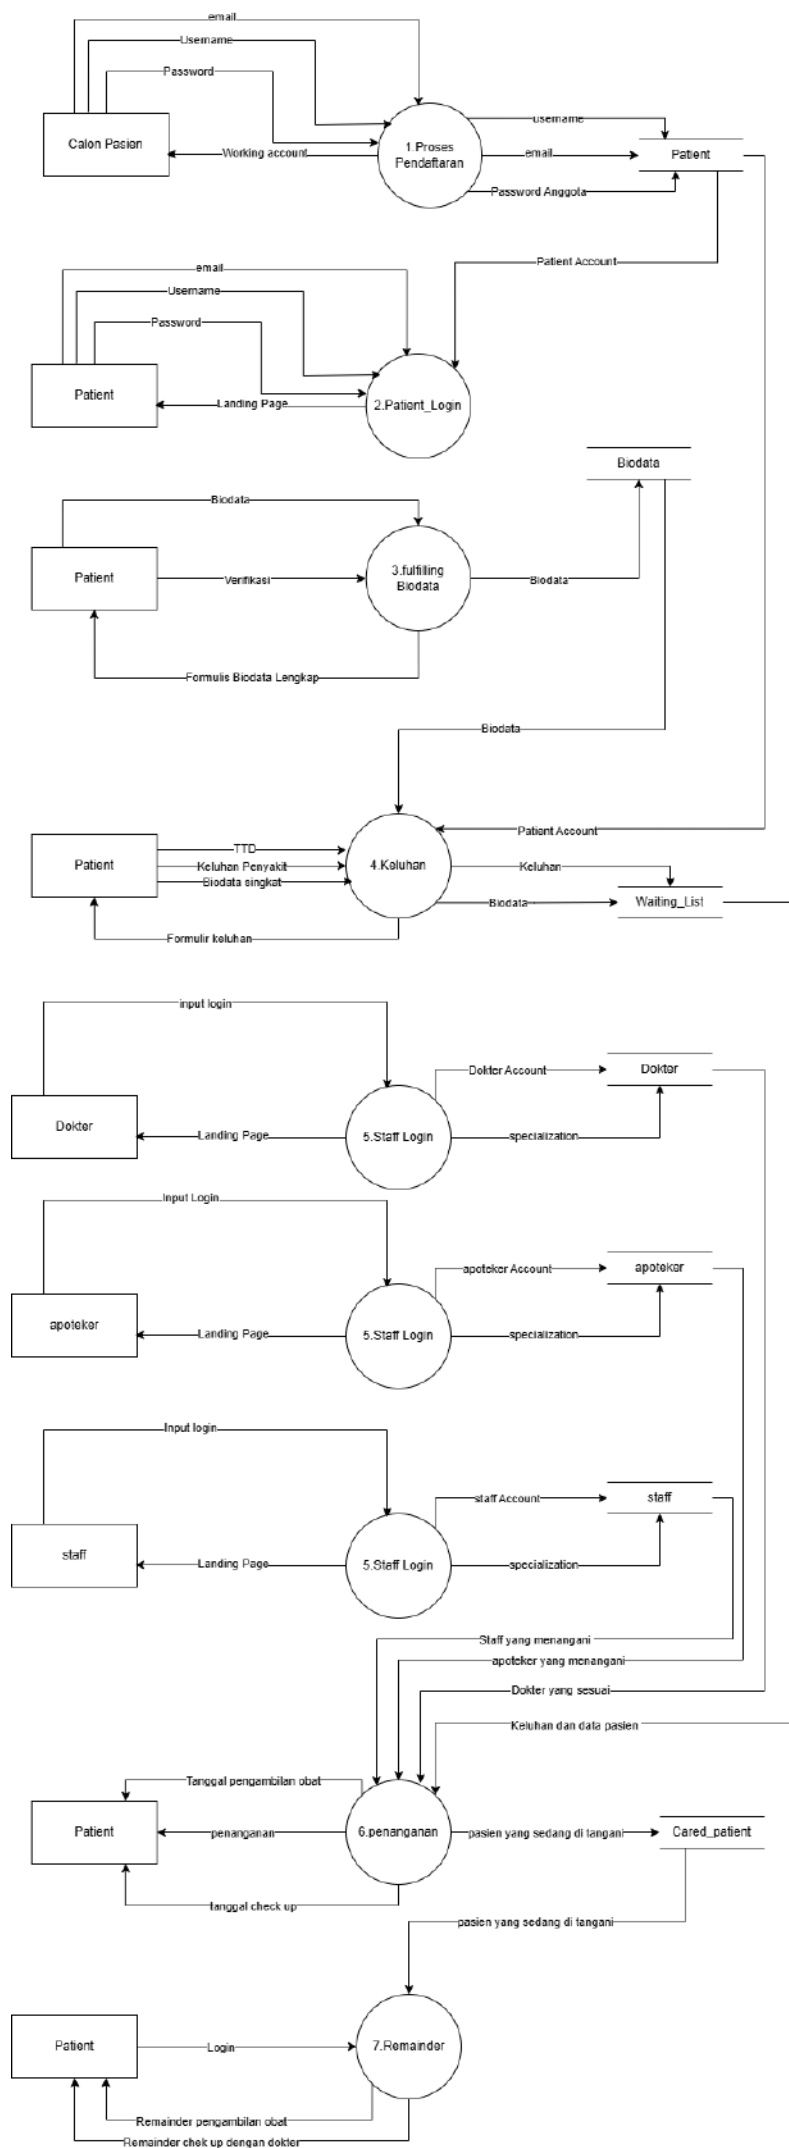 email
Username
Password
Calon Pasien
Working account
1.Proses
Pendaftaran
username
email
Password Anggota
Patient
Patient Account
email
Username
Password
Patient
Landing Page
2.Patient_Login
Biodata
Biodata
Patient
Verifikasi
3.fulfilling
Biodata
Biodata
Formulis Biodata Lengkap
Biodata
Patient Account
Patient
TTD
Keluhan Penyakit
Biodata singkat
4.Keluhan
Keluhan
Biodata
Waiting_List
Formulir keluhan
input login
Dokter
Landing Page
5.Staff Login
Dokter Account
specialization
Dokter
Input Login
apoteker
Landing Page
5.Staff Login
apoteker Account
specialization
apoteker
Input login
staff
Landing Page
5.Staff Login
staff Account
specialization
staff
Staff yang menangani
apoteker yang menangani
Dokter yang sesuai
Keluhan dan data pasien
Tanggal pengambilan obat
Patient
penanganan
6.penanganan
pasien yang sedang di tangani
Cared_patient
tanggal check up
pasien yang sedang di tangani
Patient
Login
7.Remainder
Remainder pengambilan obat
Remainder chek up dengan dokter